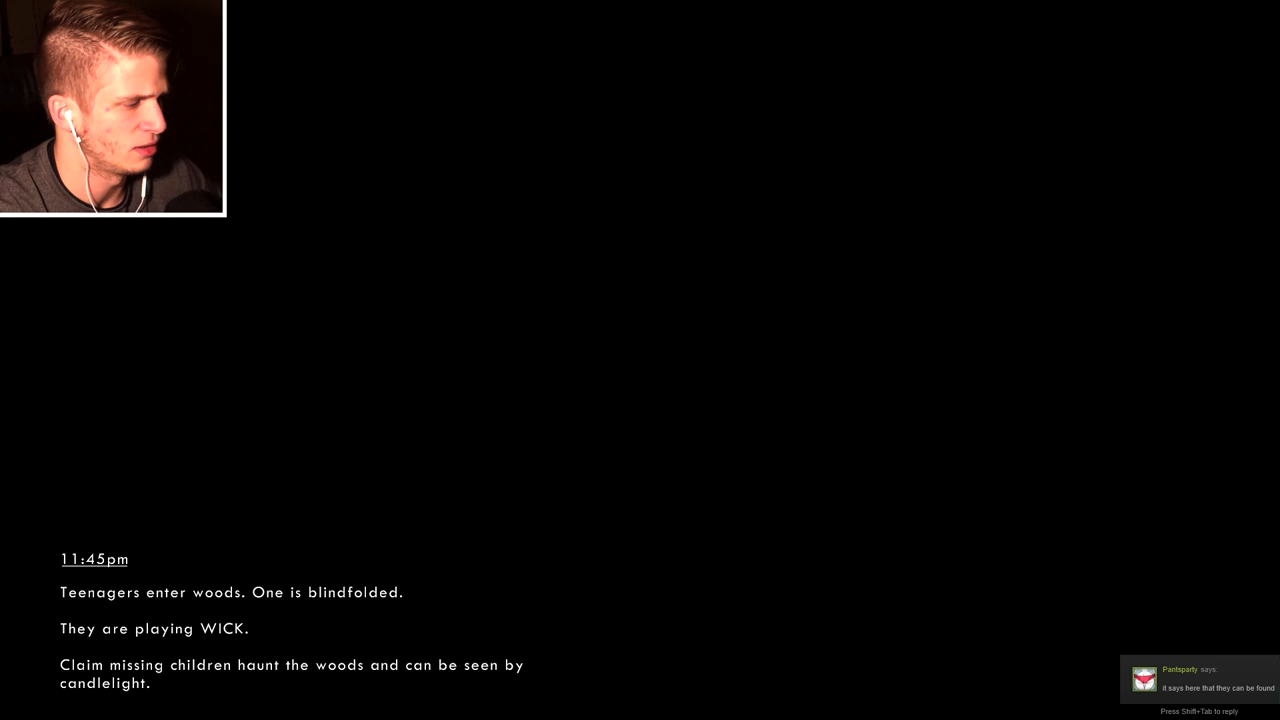 11:45pm
Teenagers enter woods. One is blindfolded.
They are playing WICK.
Claim missing children haunt the woods and can be seen by
candlelight.
Pantsparty says:
it says here that they can be found
Press Shift+Tab to reply